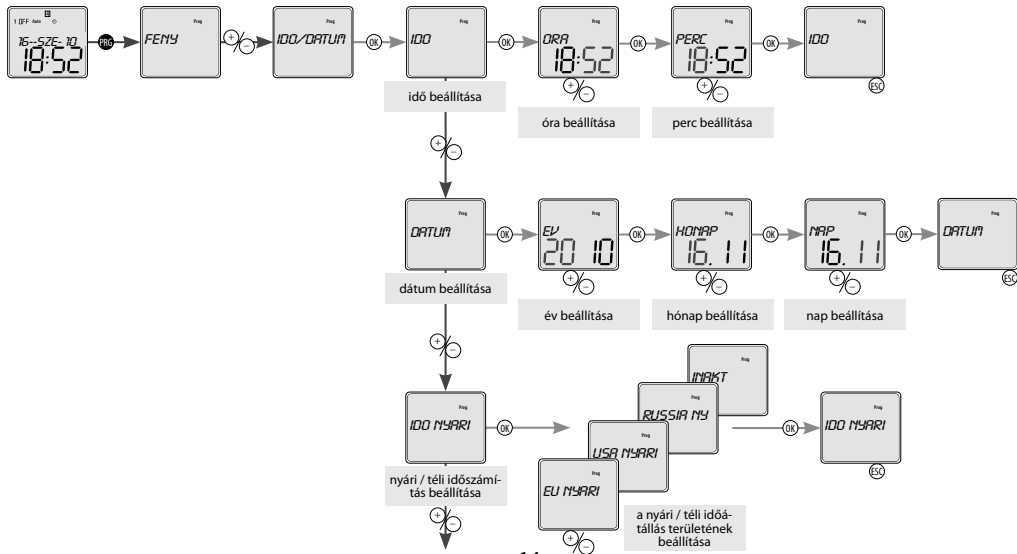 1 OFF Auto
16--SZE-10
18:52
PRG
Prog
FENY
+/−
Prog
IDO/DATUM
OK
Prog
IDO
OK
Prog
ORA
18:52
+/−
OK
Prog
PERC
18:52
+/−
OK
Prog
IDO
ESC
idő beállítása
óra beállítása
perc beállítása
+/−
Prog
DATUM
OK
Prog
EV
20 10
+/−
OK
Prog
HONAP
16. 11
+/−
OK
Prog
NAP
16. 11
+/−
OK
Prog
DATUM
ESC
dátum beállítása
év beállítása
hónap beállítása
nap beállítása
+/−
Prog
IDO NYARI
OK
Prog
INAKT
Prog
RUSSIA NY
Prog
USA NYARI
Prog
EU NYARI
+/−
OK
Prog
IDO NYARI
ESC
nyári / téli időszámí-
tás beállítása
+/−
a nyári / téli időá-
tállás területének
beállítása